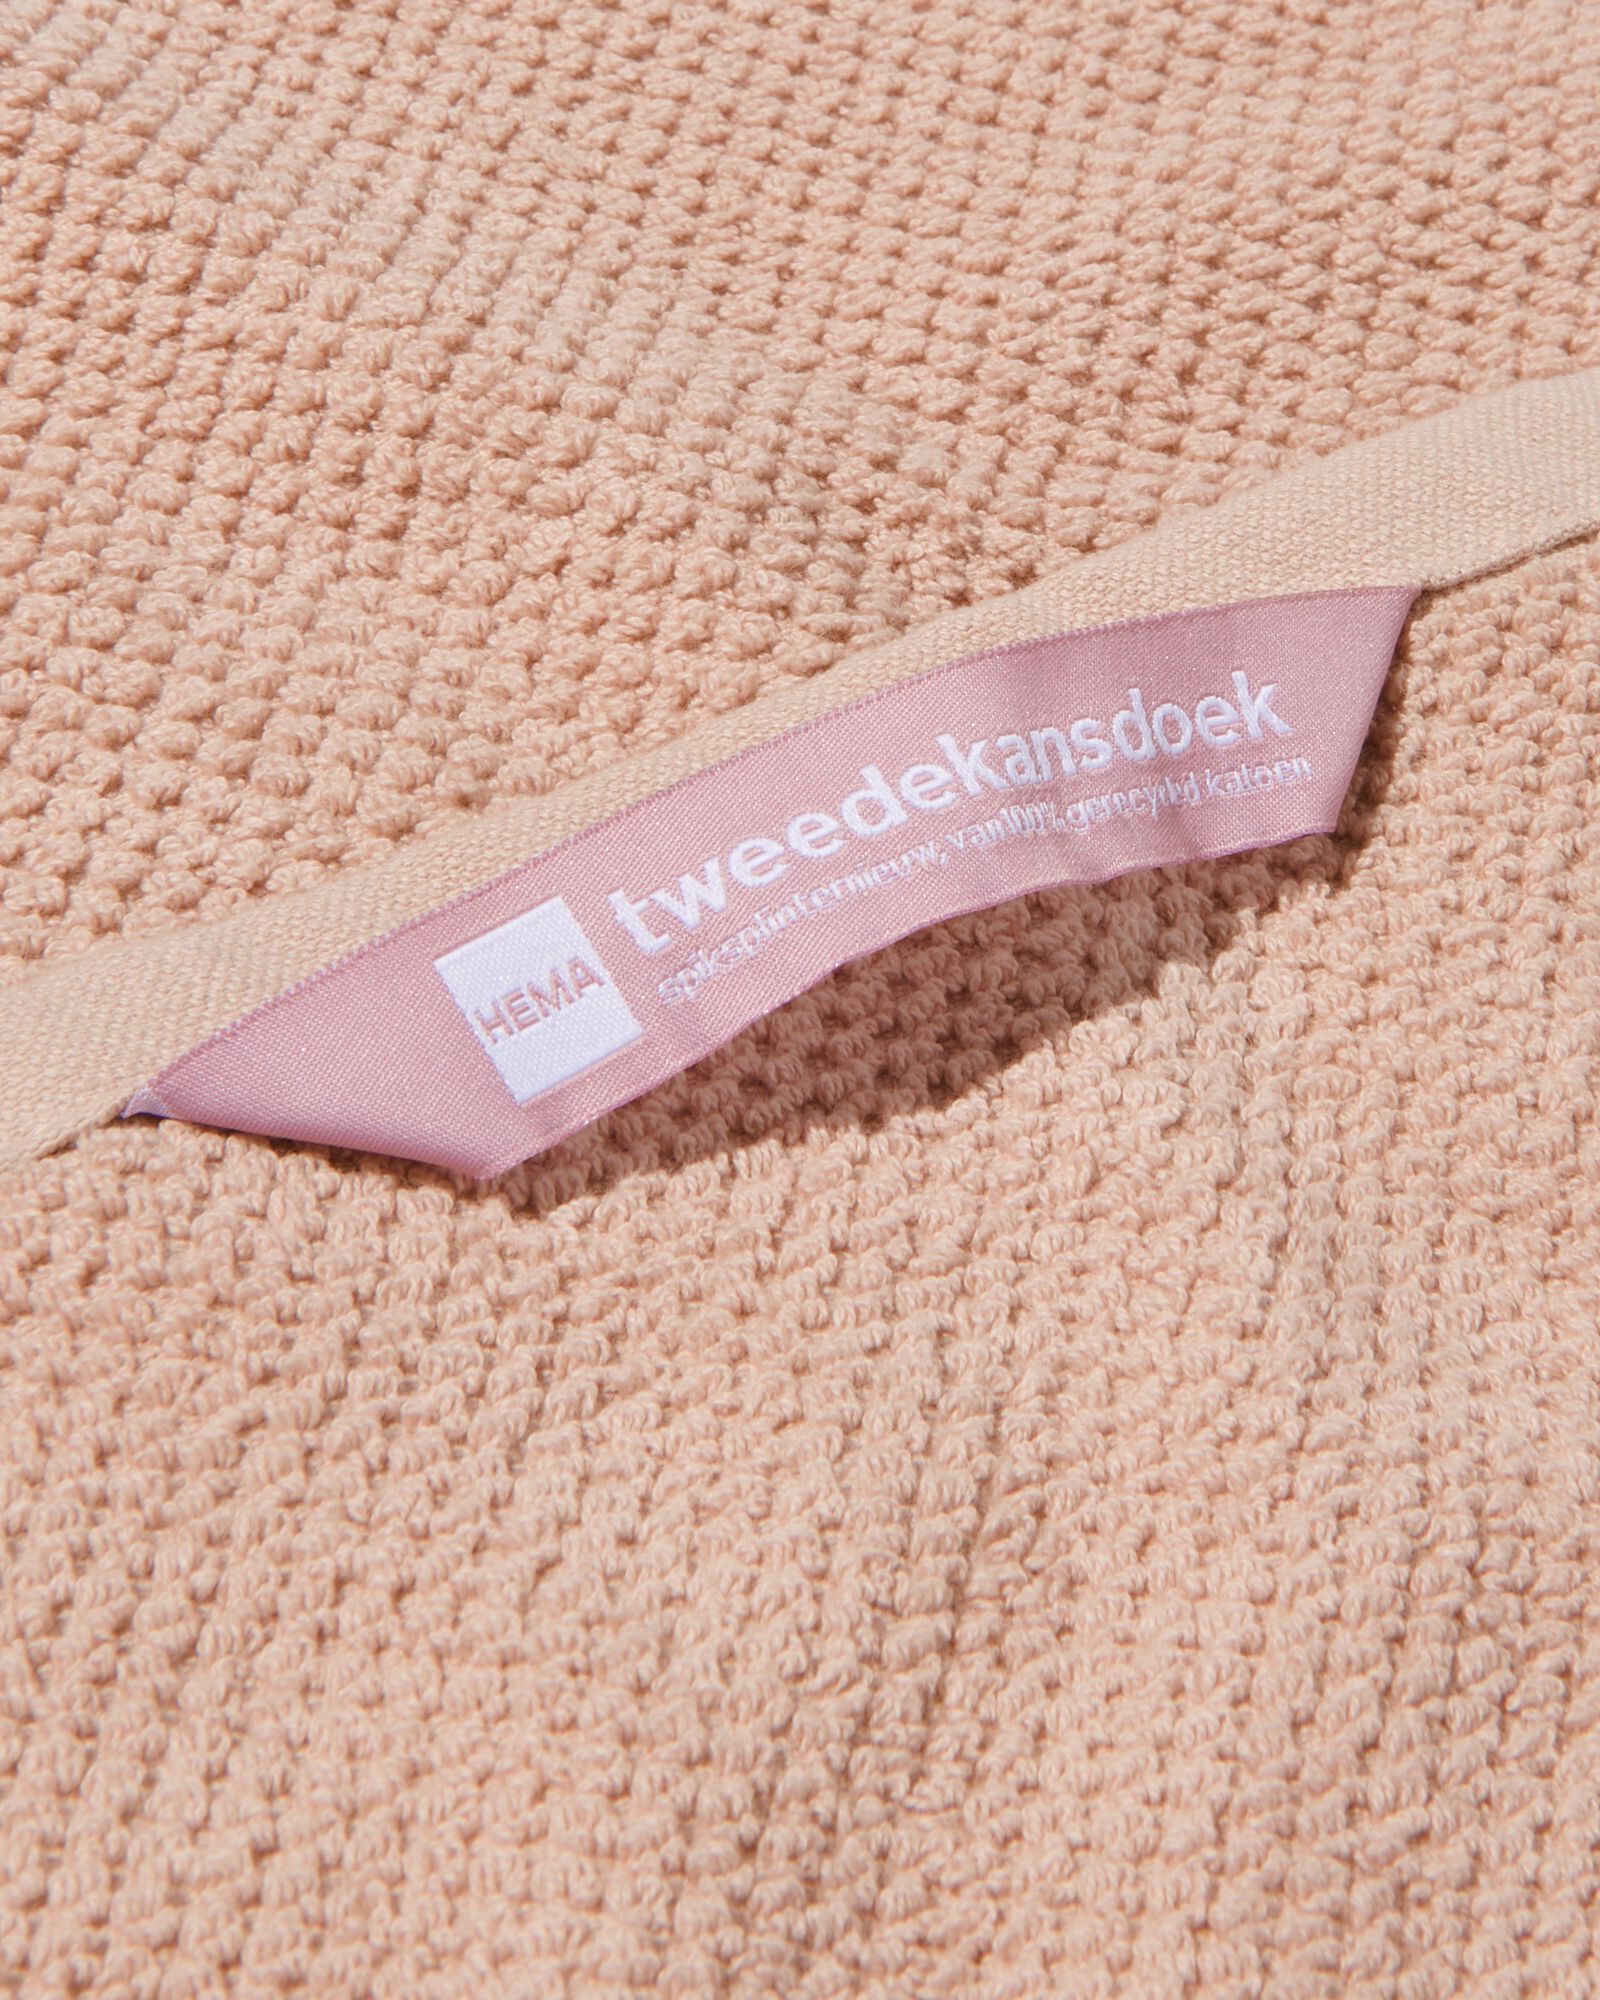 HEMA
tweedekansdoek
spiksplinternieuw, van 100% gerecycled katoen